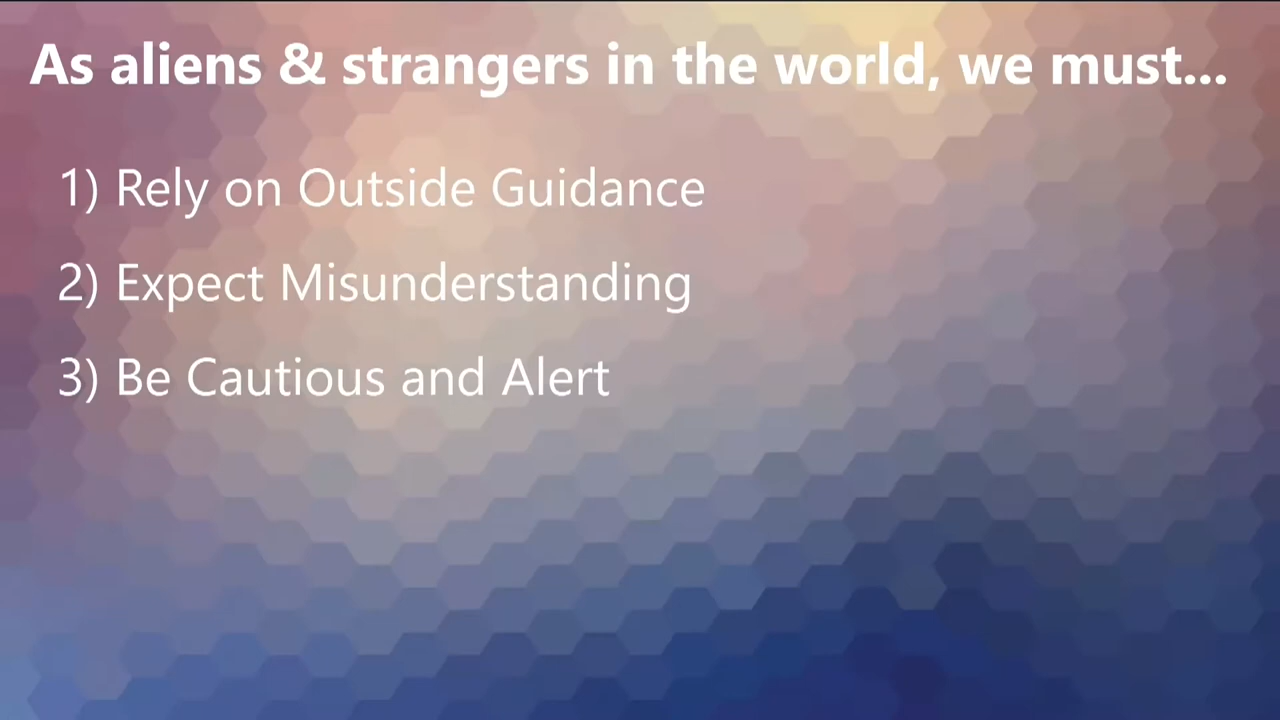 As aliens & strangers in the world, we must...
1) Rely on Outside Guidance
2) Expect Misunderstanding
3) Be Cautious and Alert